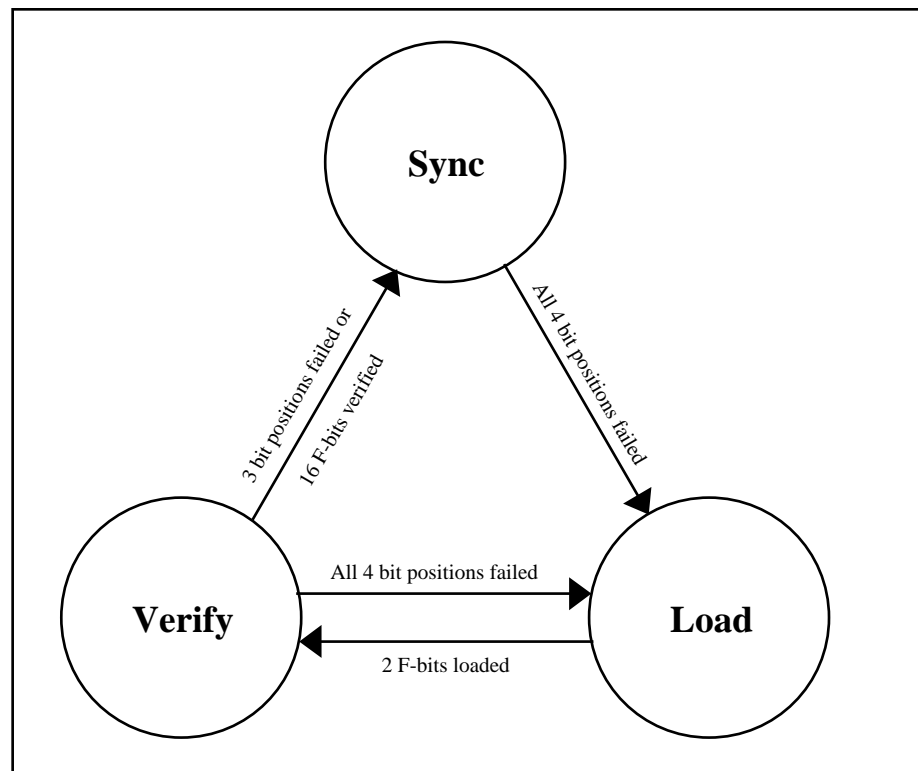 Sync
3 bit positions failed or
16 F-bits verified
All 4 bit positions failed
All 4 bit positions failed
Verify
Load
2 F-bits loaded